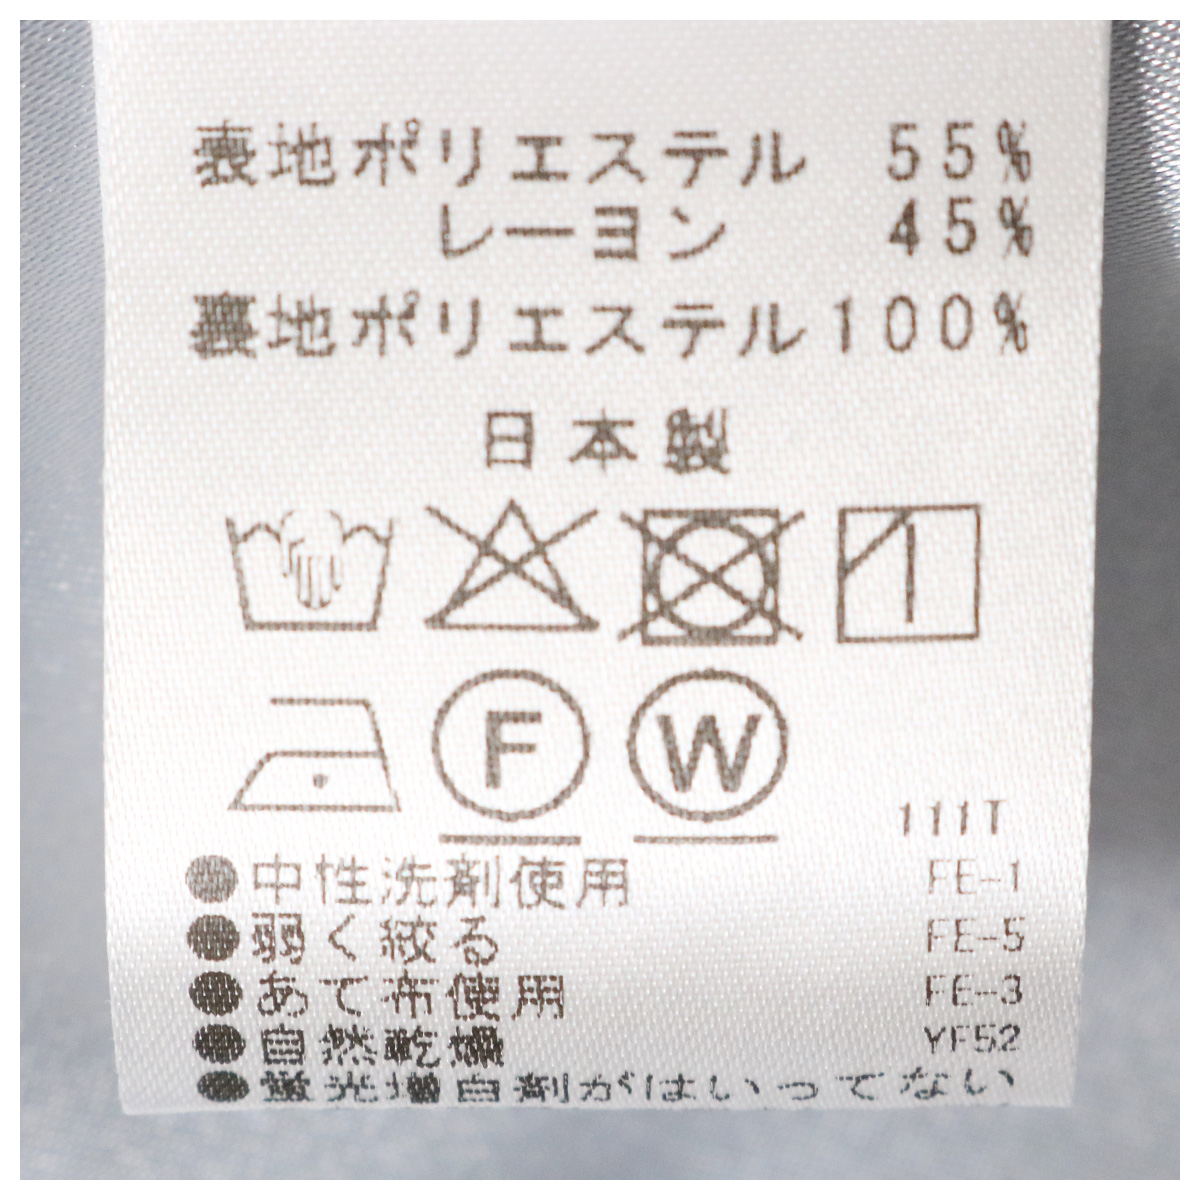 表地ポリエステル 55%
レーヨン 45%
裏地ポリエステル100%
日本製
F W
111T
●中性洗剤使用 FE-1
●弱く絞る FE-5
●あて布使用 FE-3
●自然乾燥 YF52
●蛍光増白剤がはいってない